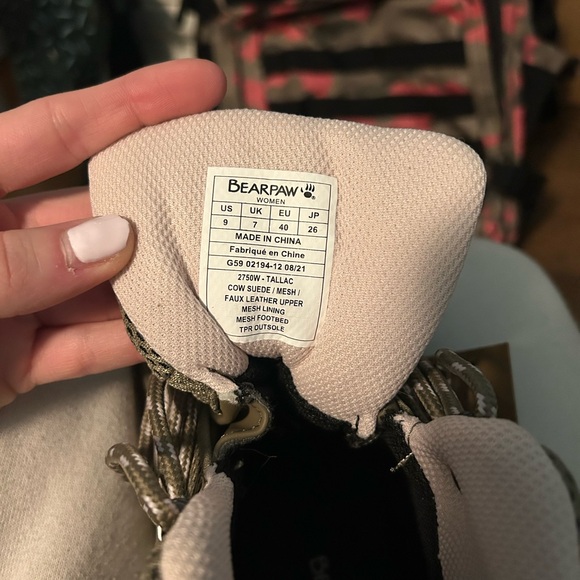 BEARPAW ®
WOMEN
US UK EU JP
9 7 40 26
MADE IN CHINA
Fabriqué en Chine
G59 02194-12 08/21
2750W - TALLAC
COW SUEDE / MESH /
FAUX LEATHER UPPER
MESH LINING
MESH FOOTBED
TPR OUTSOLE